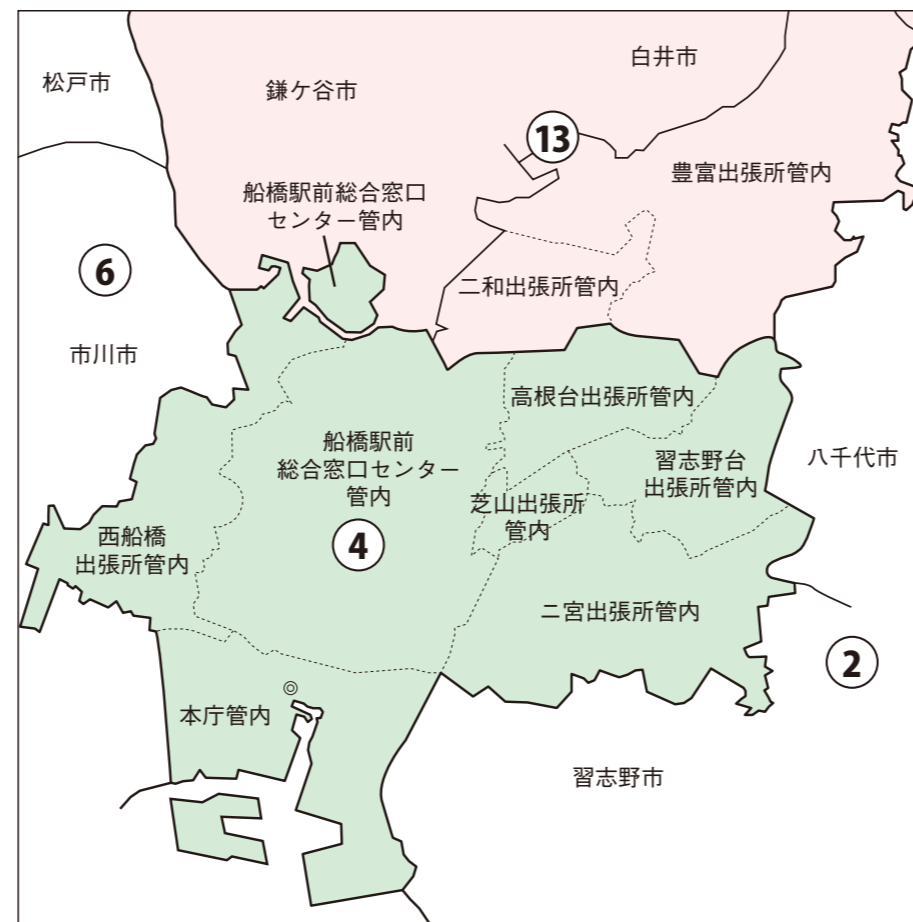 松戸市
鎌ケ谷市
白井市
13
豊富出張所管内
船橋駅前総合窓口
センター管内
6
二和出張所管内
市川市
高根台出張所管内
船橋駅前
総合窓口センター
管内
習志野台
出張所管内
八千代市
芝山出張所
管内
4
西船橋
出張所管内
二宮出張所管内
2
本庁管内
習志野市